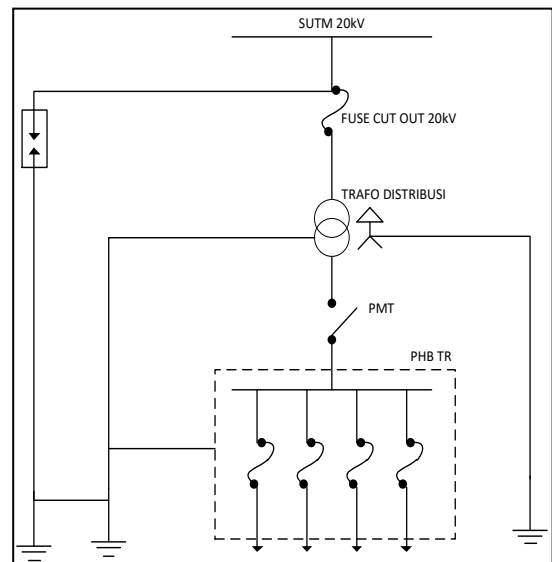 SUTM 20kV
FUSE CUT OUT 20kV
TRAFO DISTRIBUSI
PMT
PHB TR